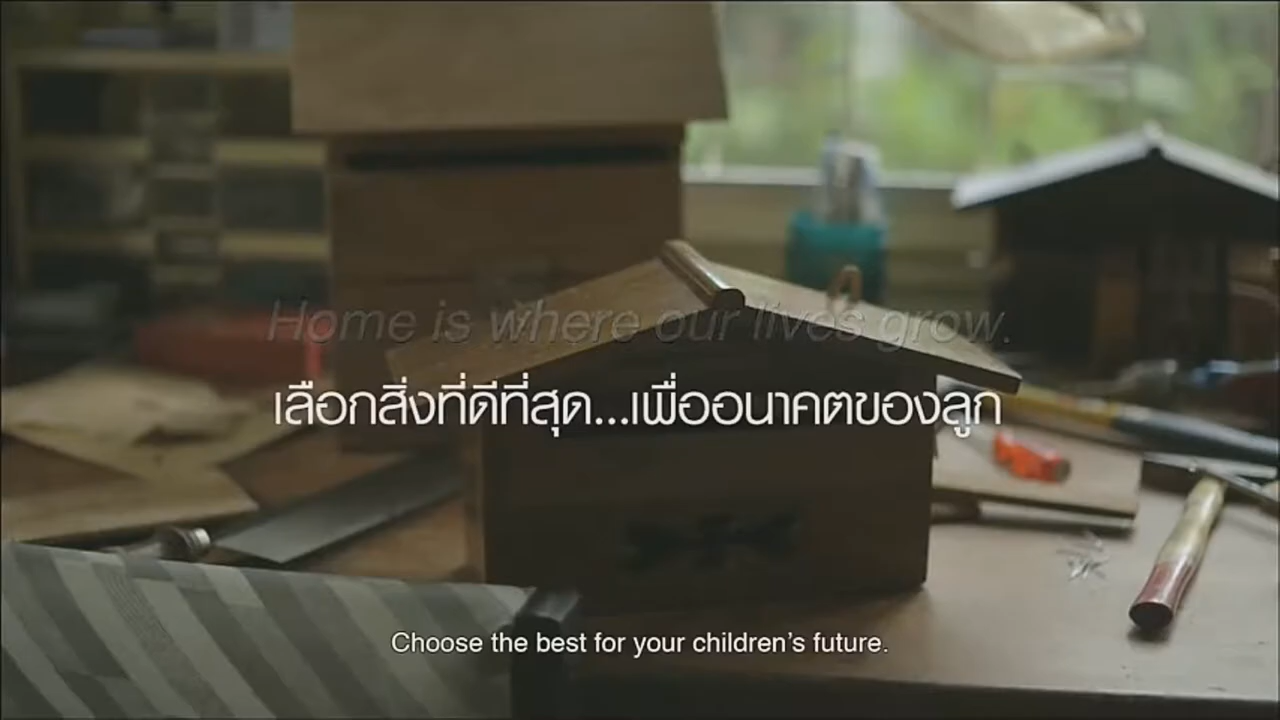 Home is where our lives grow.
เลือกสิ่งที่ดีที่สุด...เพื่ออนาคตของลูก
Choose the best for your children’s future.